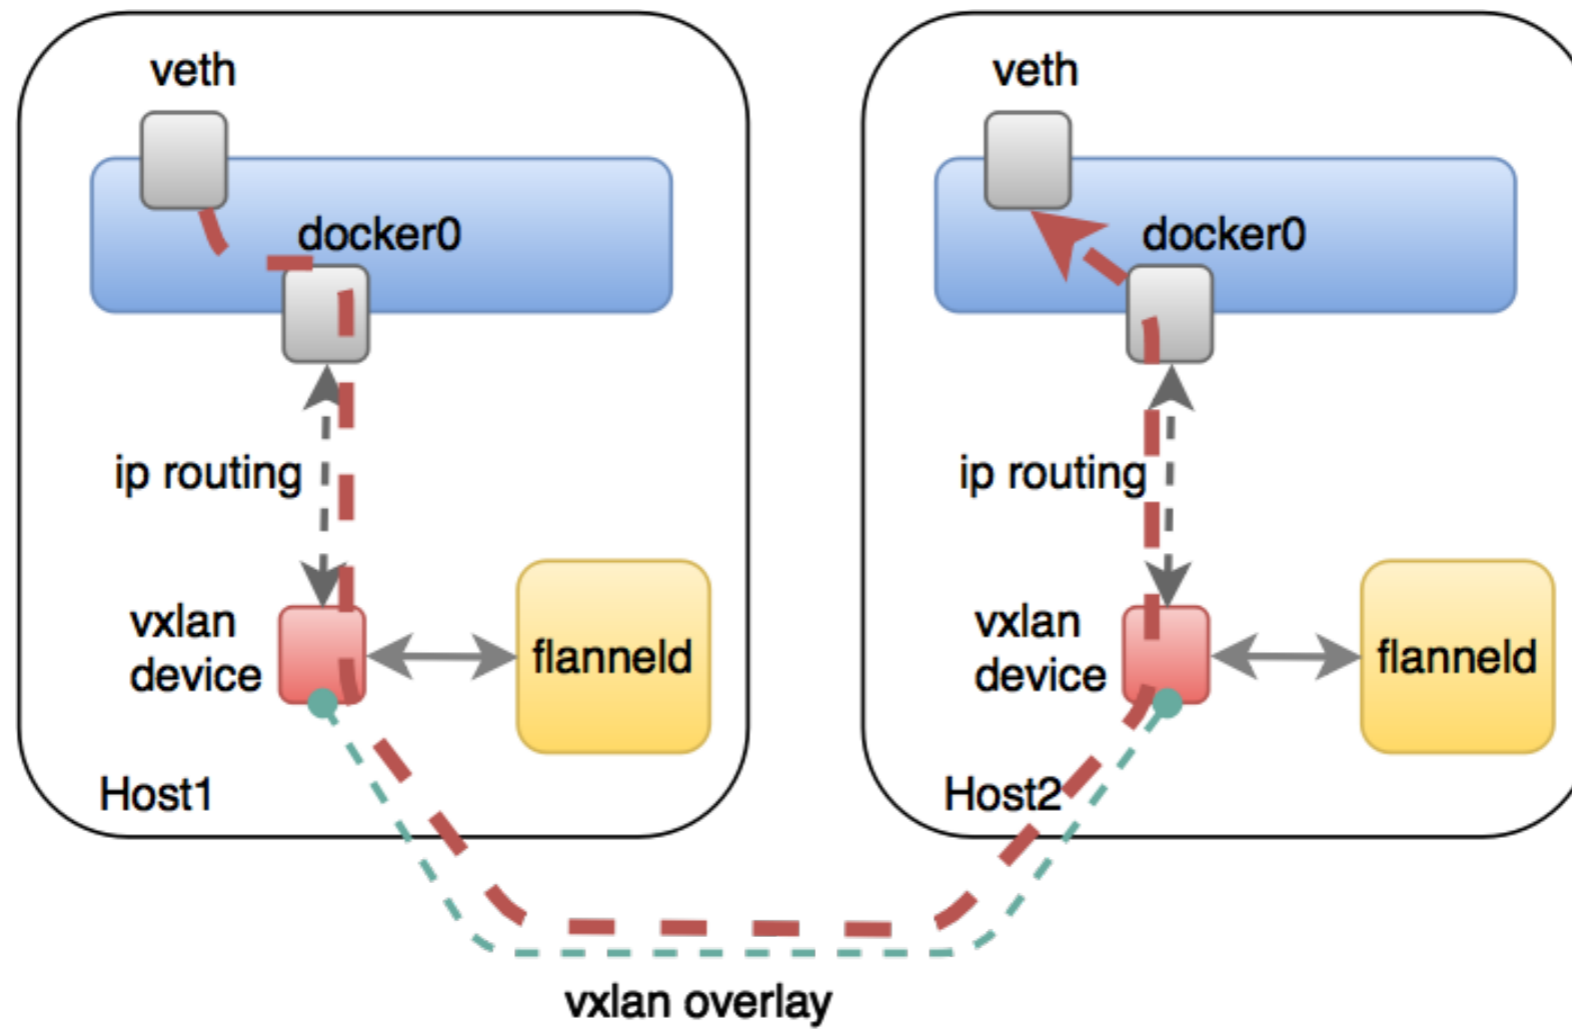 veth
docker0
ip routing
vxlan
device
flanneld
Host1
veth
docker0
ip routing
vxlan
device
flanneld
Host2
vxlan overlay